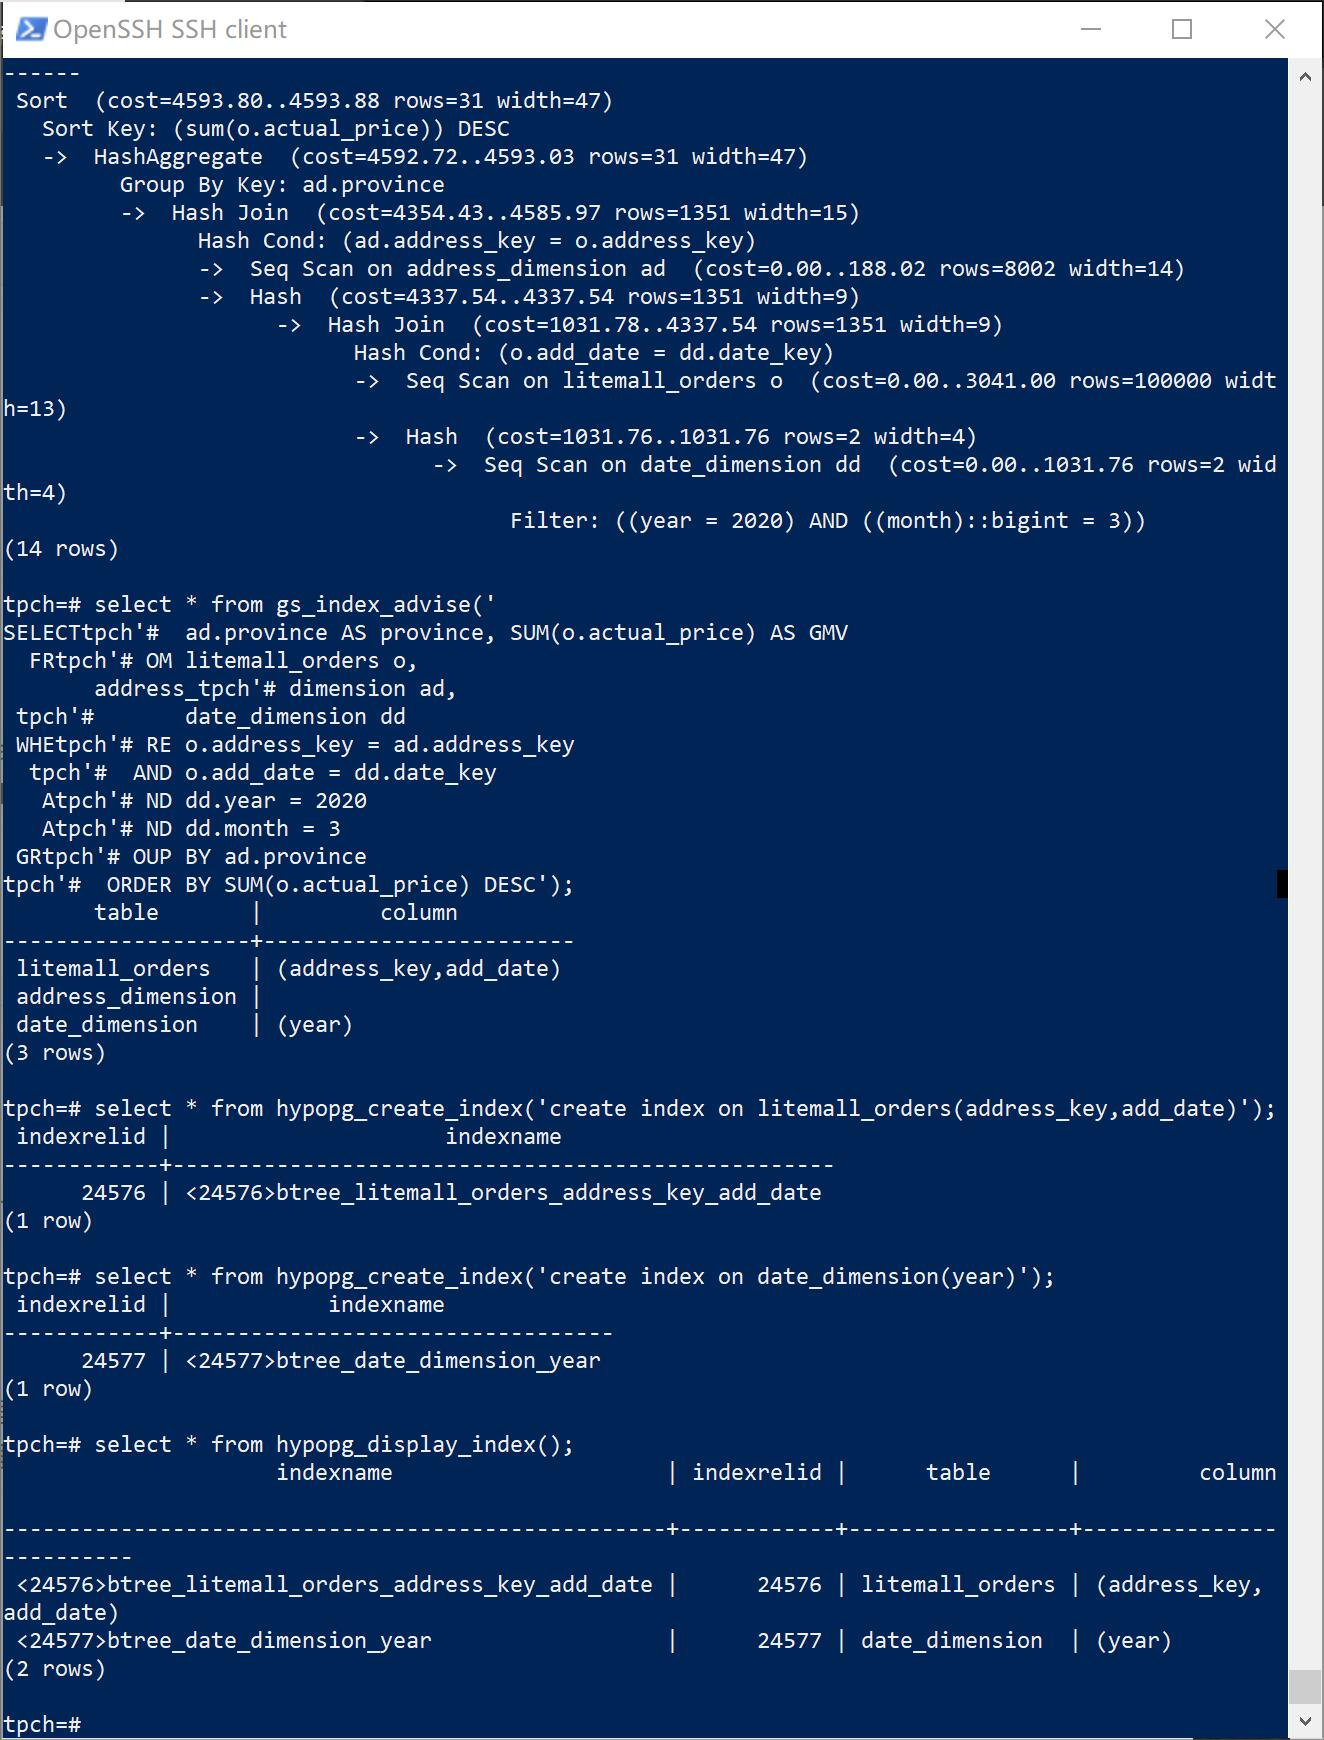 OpenSSH SSH client
------
 Sort  (cost=4593.80..4593.88 rows=31 width=47)
   Sort Key: (sum(o.actual_price)) DESC
   ->  HashAggregate  (cost=4592.72..4593.03 rows=31 width=47)
         Group By Key: ad.province
         ->  Hash Join  (cost=4354.43..4585.97 rows=1351 width=15)
               Hash Cond: (ad.address_key = o.address_key)
               ->  Seq Scan on address_dimension ad  (cost=0.00..188.02 rows=8002 width=14)
               ->  Hash  (cost=4337.54..4337.54 rows=1351 width=9)
                     ->  Hash Join  (cost=1031.78..4337.54 rows=1351 width=9)
                           Hash Cond: (o.add_date = dd.date_key)
                           ->  Seq Scan on litemall_orders o  (cost=0.00..3041.00 rows=100000 widt
h=13)
                           ->  Hash  (cost=1031.76..1031.76 rows=2 width=4)
                                 ->  Seq Scan on date_dimension dd  (cost=0.00..1031.76 rows=2 wid
th=4)
                                       Filter: ((year = 2020) AND ((month)::bigint = 3))
(14 rows)

tpch=# select * from gs_index_advise('
SELECTtpch'#  ad.province AS province, SUM(o.actual_price) AS GMV
  FRtpch'# OM litemall_orders o,
       address_tpch'# dimension ad,
 tpch'#       date_dimension dd
 WHEtpch'# RE o.address_key = ad.address_key
  tpch'#  AND o.add_date = dd.date_key
   Atpch'# ND dd.year = 2020
   Atpch'# ND dd.month = 3
 GRtpch'# OUP BY ad.province
tpch'#  ORDER BY SUM(o.actual_price) DESC');
       table       |         column
-------------------+------------------------
 litemall_orders   | (address_key,add_date)
 address_dimension |
 date_dimension    | (year)
(3 rows)

tpch=# select * from hypopg_create_index('create index on litemall_orders(address_key,add_date)');
 indexrelid |                     indexname
------------+---------------------------------------------------
      24576 | <24576>btree_litemall_orders_address_key_add_date
(1 row)

tpch=# select * from hypopg_create_index('create index on date_dimension(year)');
 indexrelid |            indexname
------------+----------------------------------
      24577 | <24577>btree_date_dimension_year
(1 row)

tpch=# select * from hypopg_display_index();
                     indexname                     | indexrelid |      table      |         column

---------------------------------------------------+------------+-----------------+---------------
----------
 <24576>btree_litemall_orders_address_key_add_date |      24576 | litemall_orders | (address_key,
add_date)
 <24577>btree_date_dimension_year                  |      24577 | date_dimension  | (year)
(2 rows)

tpch=#